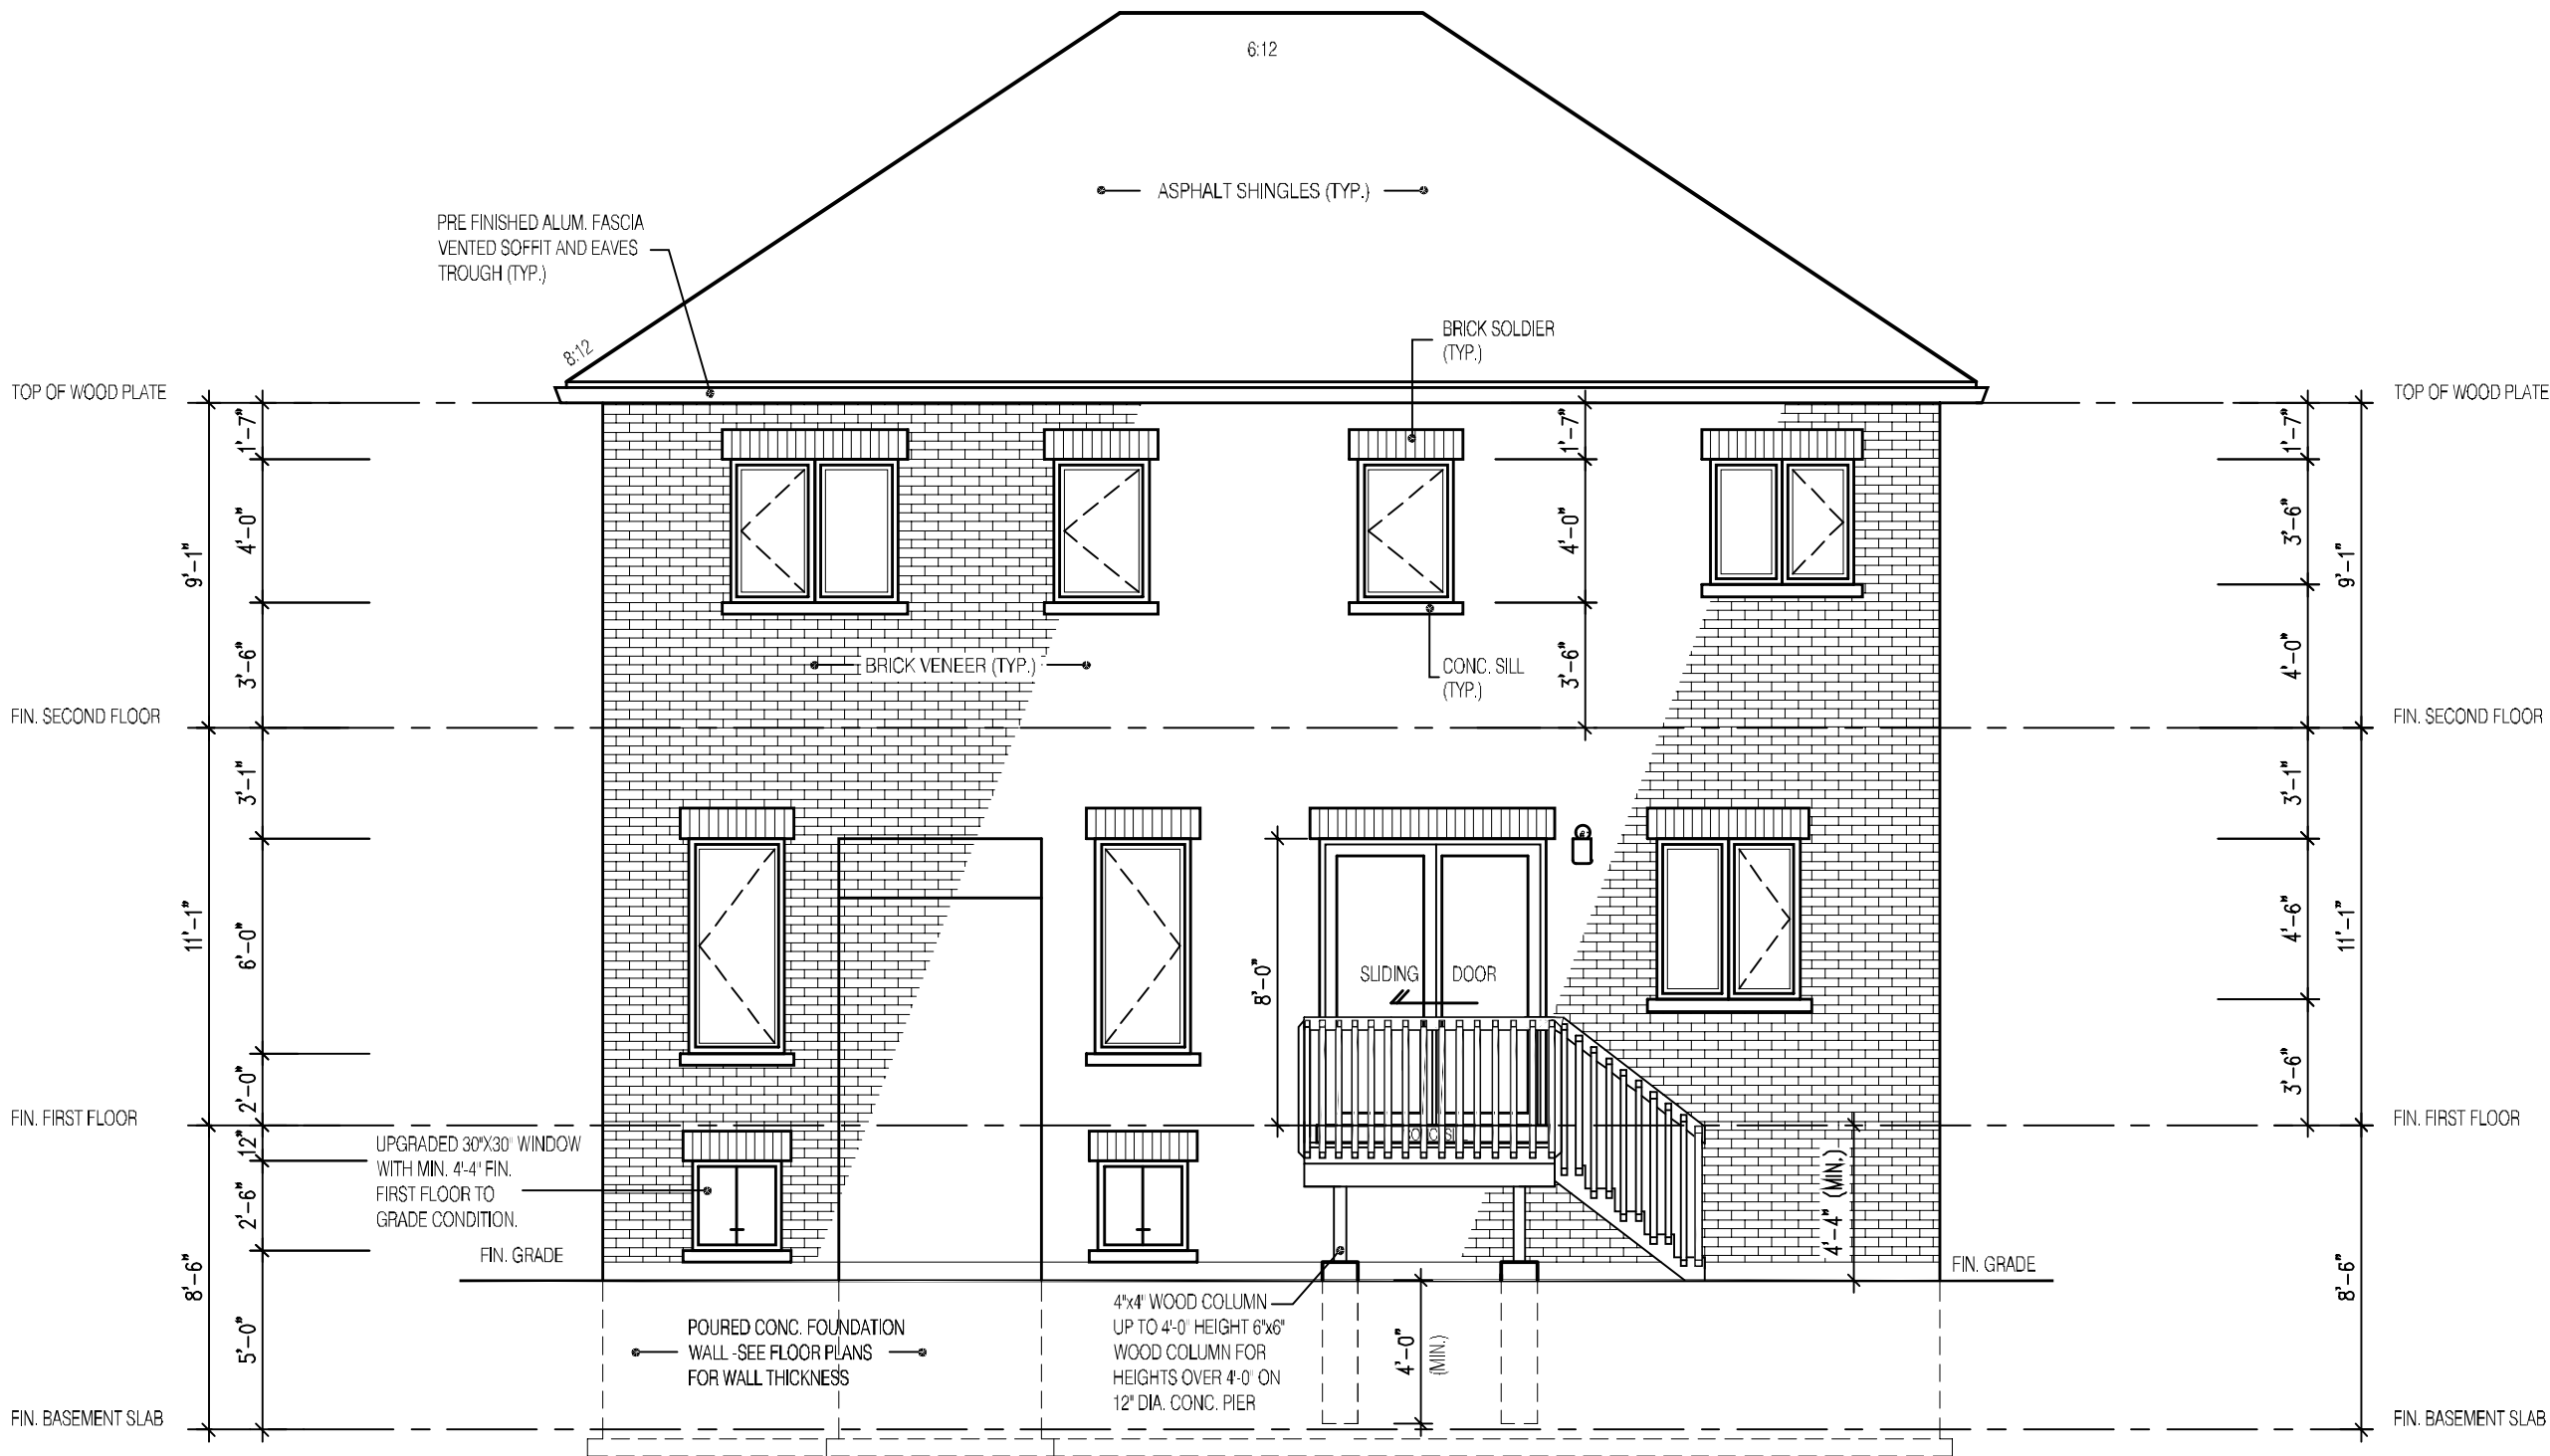 6:12
ASPHALT SHINGLES (TYP.)
PRE FINISHED ALUM. FASCIA
VENTED SOFFIT AND EAVES
TROUGH (TYP.)
8:12
BRICK SOLDIER
(TYP.)
TOP OF WOOD PLATE
TOP OF WOOD PLATE
1'-7"
1'-7"
1'-7"
4'-0"
4'-0"
3'-6"
9'-1"
9'-1"
3'-6"
BRICK VENEER (TYP.)
CONC. SILL
(TYP.)
3'-6"
4'-0"
FIN. SECOND FLOOR
FIN. SECOND FLOOR
3'-1"
3'-1"
11'-1"
6'-0"
8'-0"
SLIDING DOOR
4'-6"
11'-1"
2'-0"
3'-6"
FIN. FIRST FLOOR
FIN. FIRST FLOOR
12"
UPGRADED 30"X30" WINDOW
WITH MIN. 4'-4" FIN.
FIRST FLOOR TO
GRADE CONDITION.
2'-6"
4'-4" (MIN.)
FIN. GRADE
FIN. GRADE
8'-6"
8'-6"
5'-0"
POURED CONC. FOUNDATION
WALL -SEE FLOOR PLANS
FOR WALL THICKNESS
4"x4" WOOD COLUMN
UP TO 4'-0" HEIGHT 6"x6"
WOOD COLUMN FOR
HEIGHTS OVER 4'-0" ON
12" DIA. CONC. PIER
4'-0"
(MIN.)
FIN. BASEMENT SLAB
FIN. BASEMENT SLAB